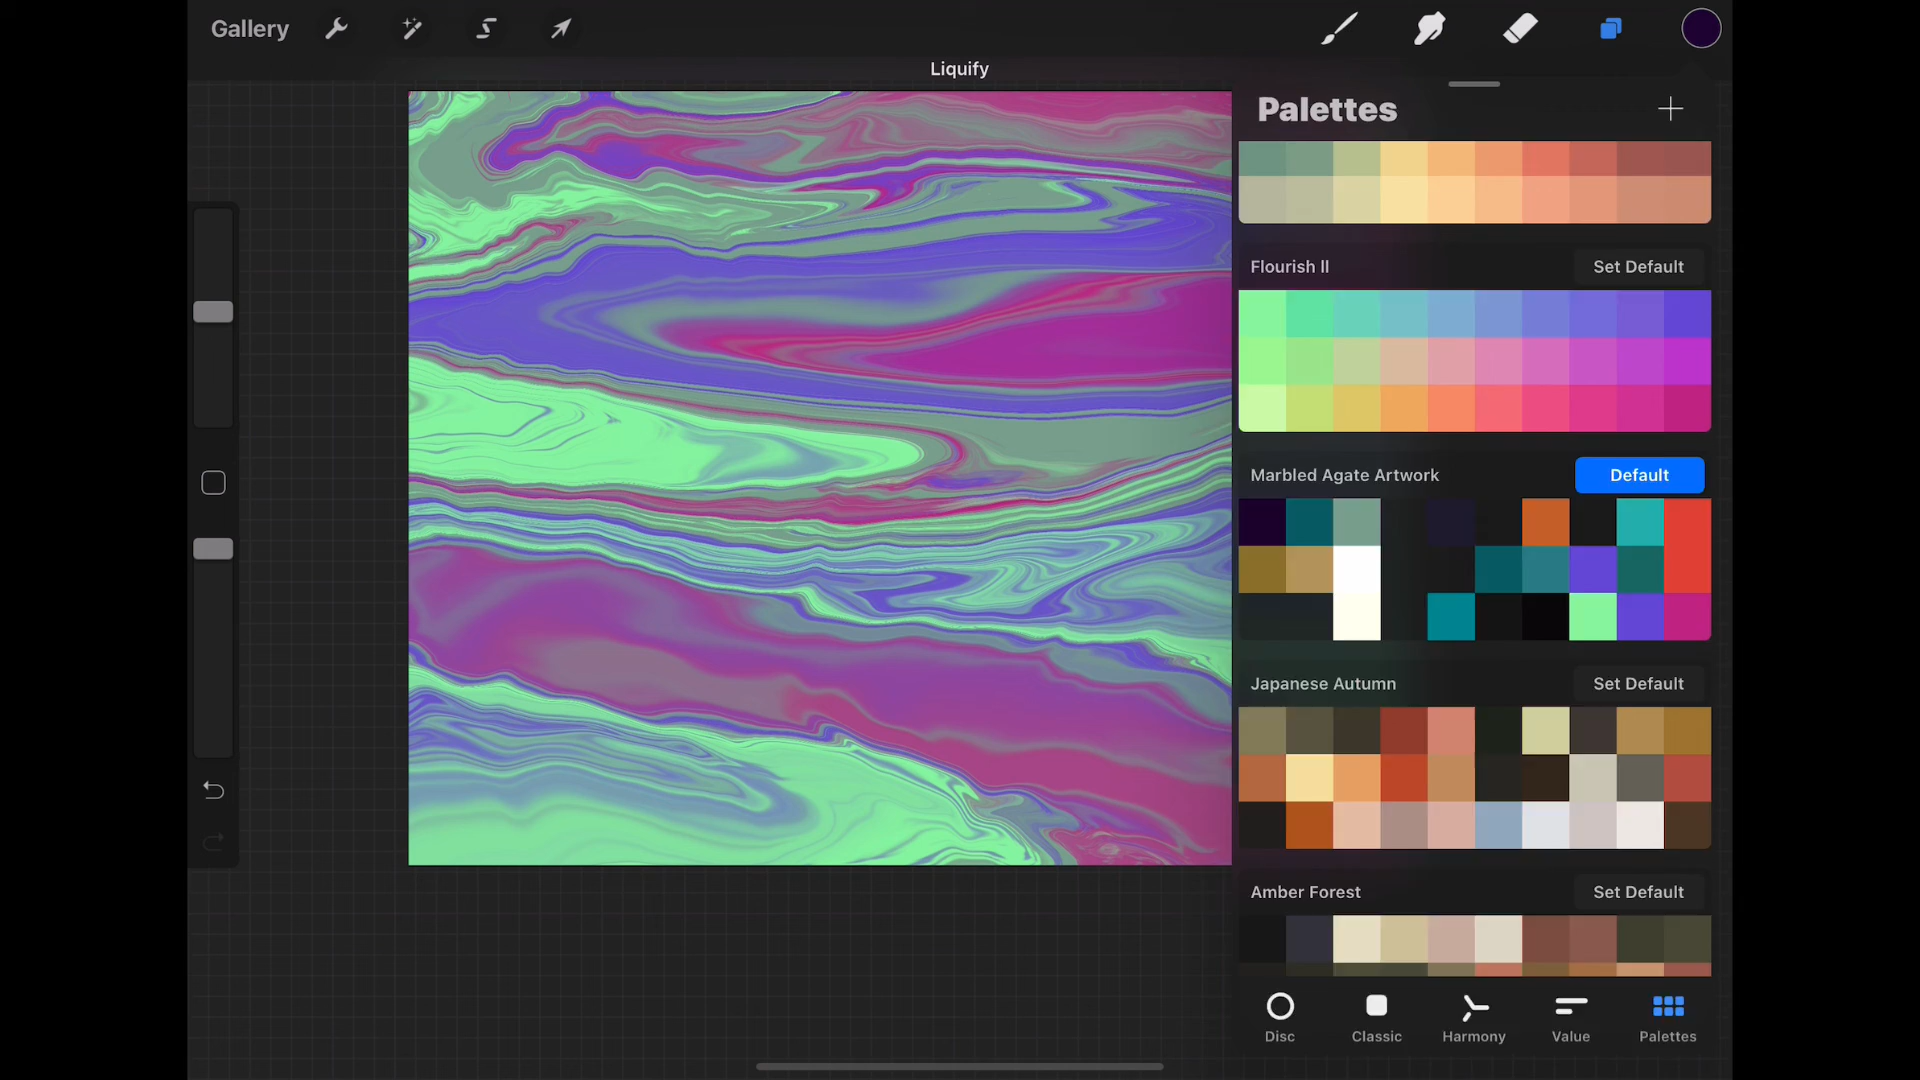 Gallery
Liquify
Palettes
Flourish II
Set Default
Marbled Agate Artwork
Default
Japanese Autumn
Set Default
Amber Forest
Set Default
Disc
Classic
Harmony
Value
Palettes